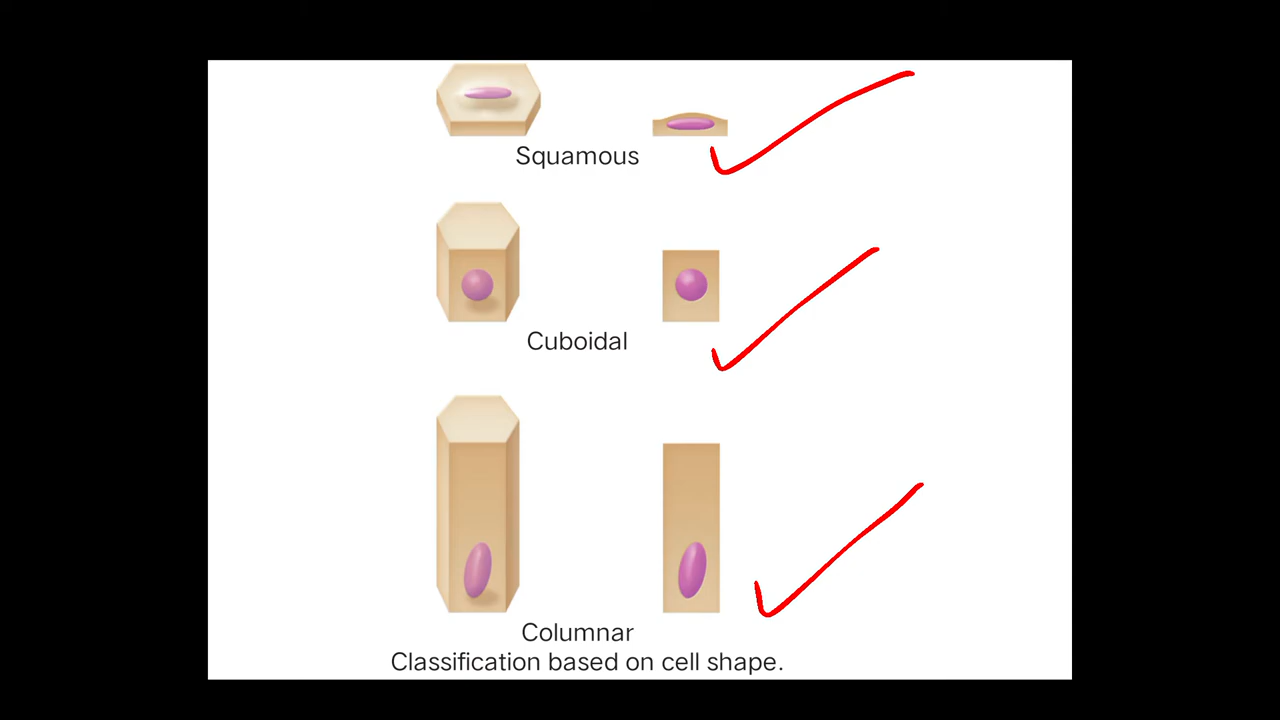 Squamous
Cuboidal
Columnar
Classification based on cell shape.